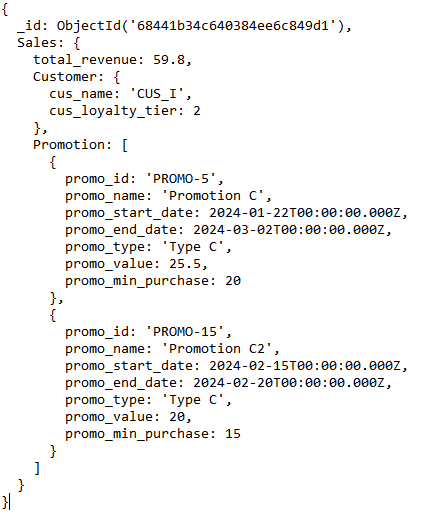 {
  _id: ObjectId('68441b34c640384ee6c849d1'),
  Sales: {
    total_revenue: 59.8,
    Customer: {
      cus_name: 'CUS_I',
      cus_loyalty_tier: 2
    },
    Promotion: [
      {
        promo_id: 'PROMO-5',
        promo_name: 'Promotion C',
        promo_start_date: 2024-01-22T00:00:00.000Z,
        promo_end_date: 2024-03-02T00:00:00.000Z,
        promo_type: 'Type C',
        promo_value: 25.5,
        promo_min_purchase: 20
      },
      {
        promo_id: 'PROMO-15',
        promo_name: 'Promotion C2',
        promo_start_date: 2024-02-15T00:00:00.000Z,
        promo_end_date: 2024-02-20T00:00:00.000Z,
        promo_type: 'Type C',
        promo_value: 20,
        promo_min_purchase: 15
      }
    ]
  }
}